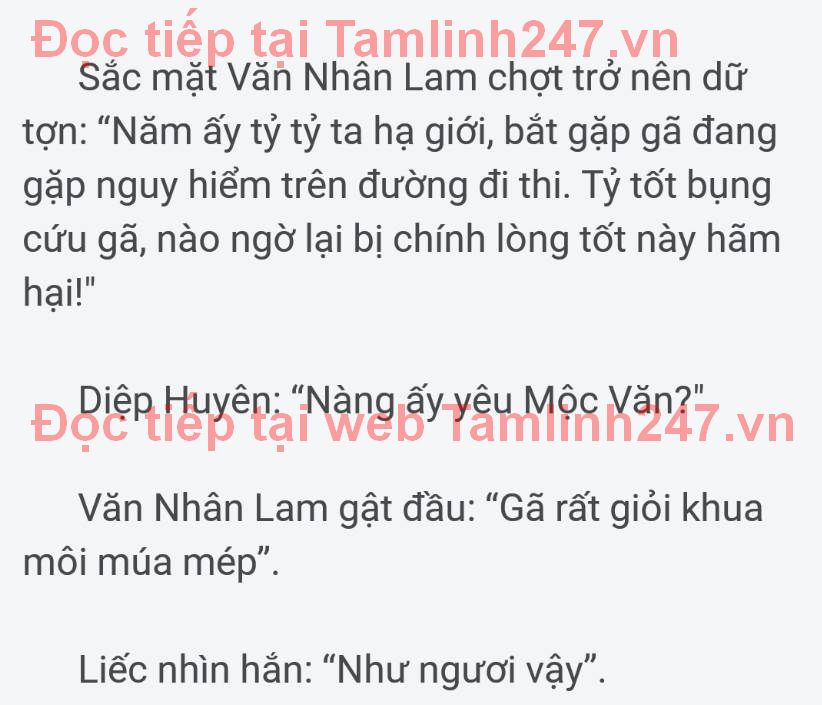 Đọc tiếp tại Tamlinh247.vn
Sắc mặt Văn Nhân Lam chợt trở nên dữ
tợn: “Năm ấy tỷ tỷ ta hạ giới, bắt gặp gã đang
gặp nguy hiểm trên đường đi thi. Tỷ tốt bụng
cứu gã, nào ngờ lại bị chính lòng tốt này hãm
hại!"
Diệp Huyên: “Nàng ấy yêu Mộc Văn?"
Đọc tiếp tại web Tamlinh247.vn
Văn Nhân Lam gật đầu: “Gã rất giỏi khua
môi múa mép”.
Liếc nhìn hắn: “Như ngươi vậy”.